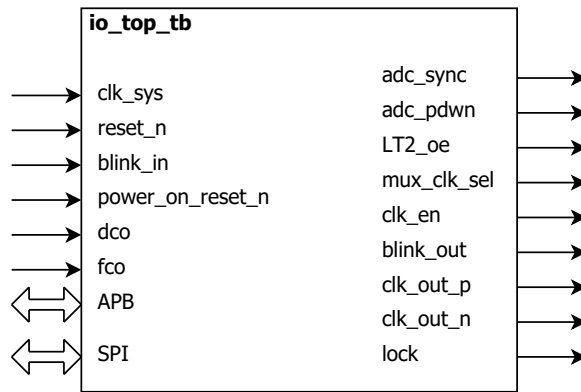 io_top_tb
clk_sys
reset_n
blink_in
power_on_reset_n
dco
fco
APB
SPI
adc_sync
adc_pdwn
LT2_oe
mux_clk_sel
clk_en
blink_out
clk_out_p
clk_out_n
lock